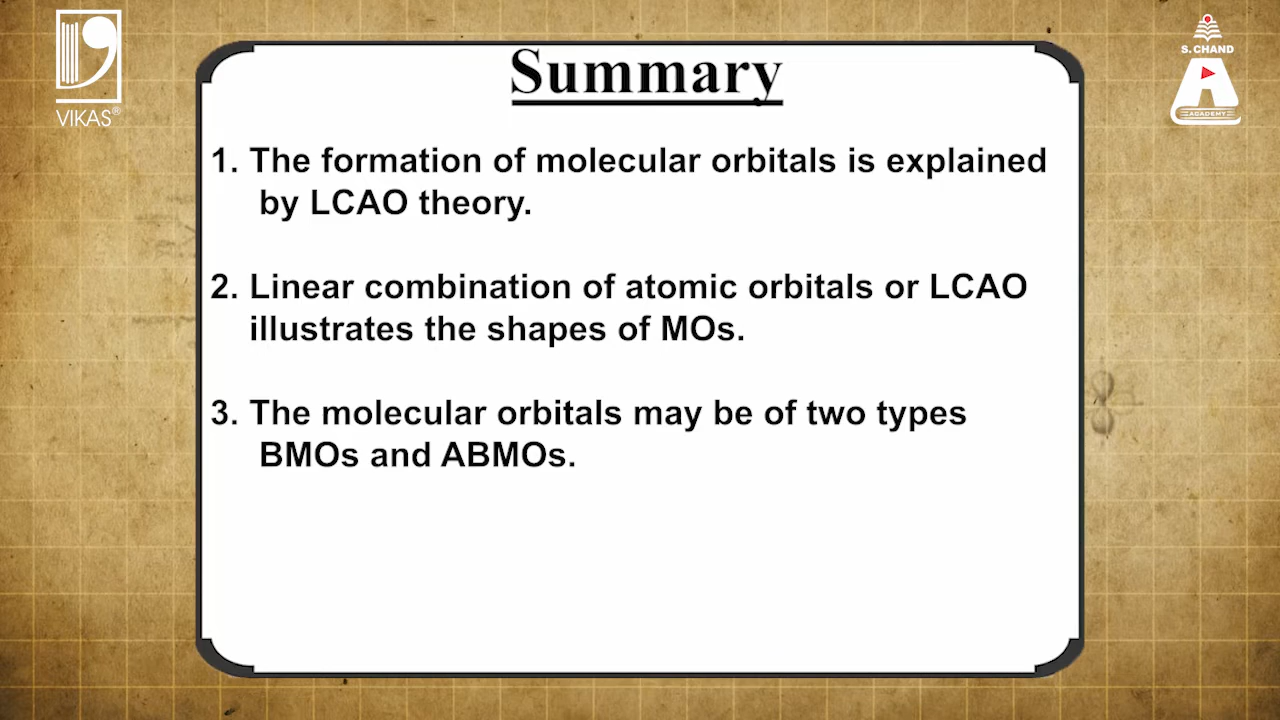 VIKAS®
S. CHAND
ACADEMY
Summary
1. The formation of molecular orbitals is explained
by LCAO theory.
2. Linear combination of atomic orbitals or LCAO
illustrates the shapes of MOs.
3. The molecular orbitals may be of two types
BMOs and ABMOs.